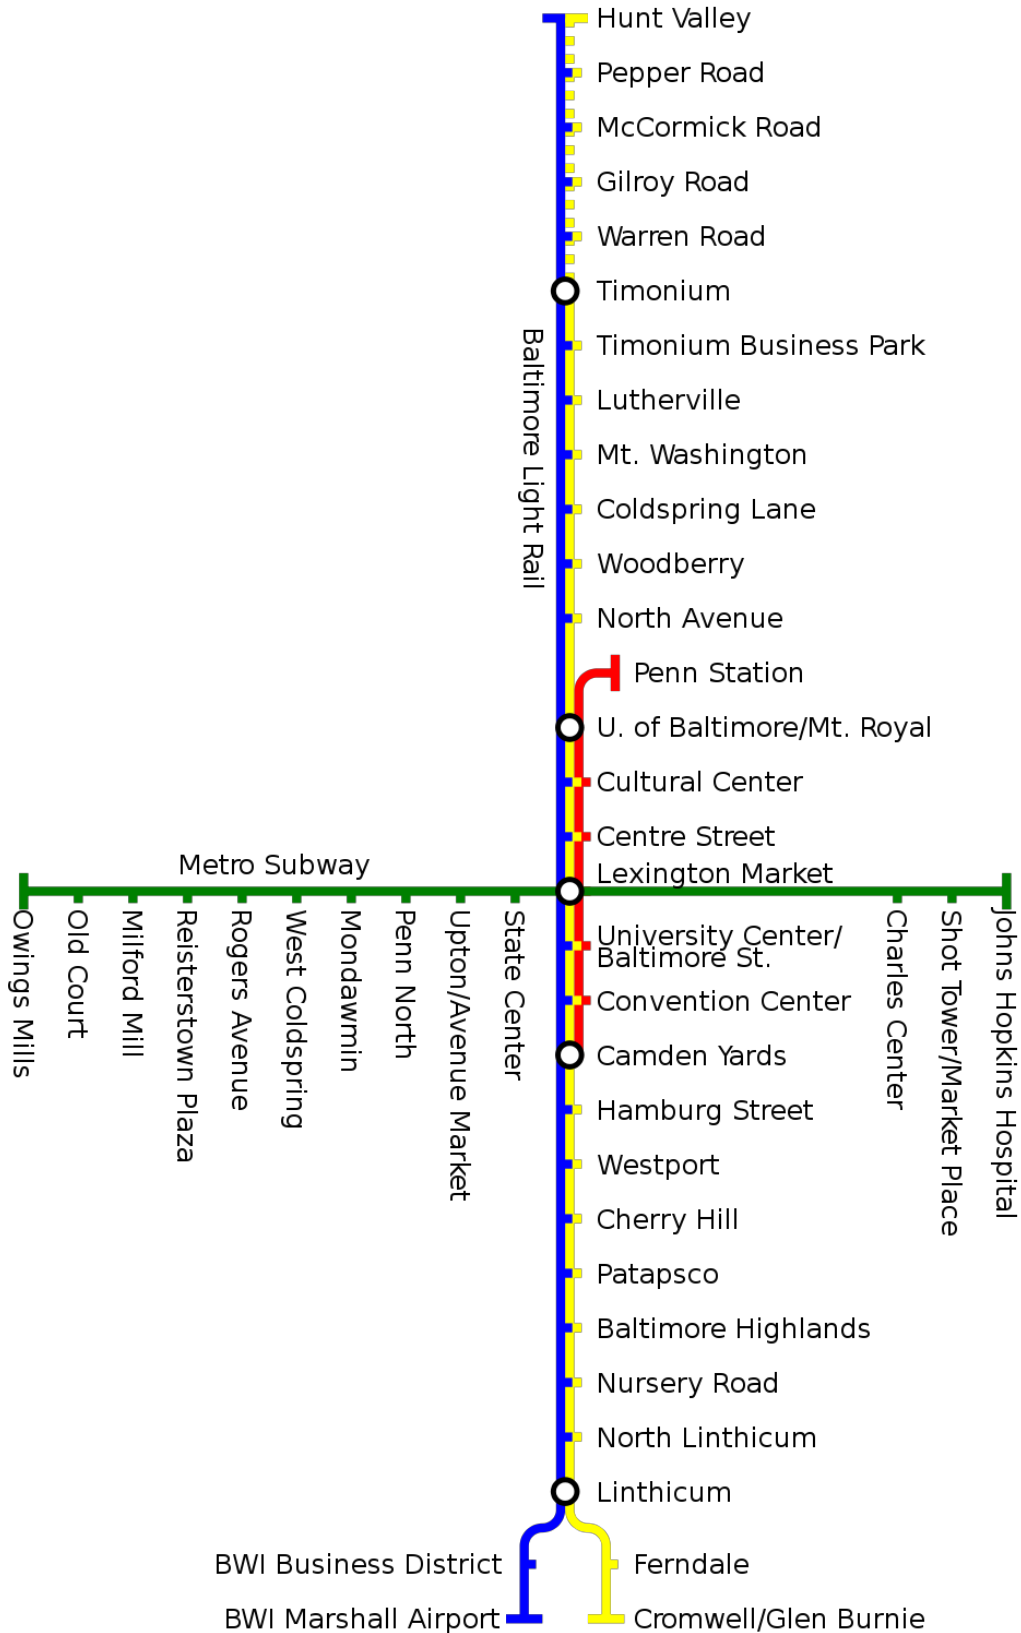 Hunt Valley
Pepper Road
McCormick Road
Gilroy Road
Warren Road
Timonium
Baltimore Light Rail
Timonium Business Park
Lutherville
Mt. Washington
Coldspring Lane
Woodberry
North Avenue
Penn Station
U. of Baltimore/Mt. Royal
Cultural Center
Centre Street
Metro Subway
Lexington Market
Owings Mills
Old Court
Milford Mill
Reisterstown Plaza
Rogers Avenue
West Coldspring
Mondawmin
Penn North
Upton/Avenue Market
State Center
Charles Center
Shot Tower/Market Place
Johns Hopkins Hospital
University Center/
Baltimore St.
Convention Center
Camden Yards
Hamburg Street
Westport
Cherry Hill
Patapsco
Baltimore Highlands
Nursery Road
North Linthicum
Linthicum
BWI Business District
Ferndale
BWI Marshall Airport
Cromwell/Glen Burnie